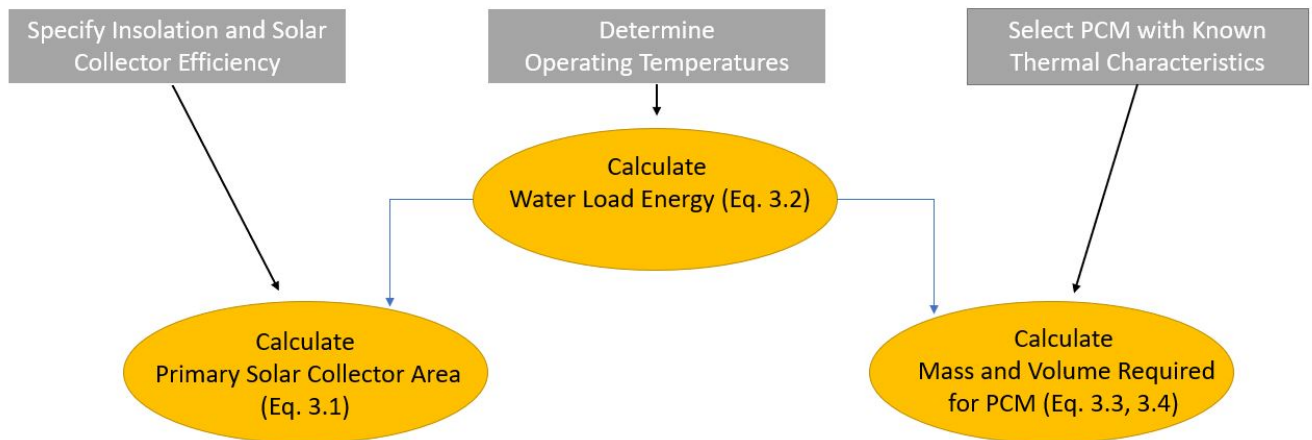 Specify Insolation and Solar
Collector Efficiency
Determine
Operating Temperatures
Select PCM with Known
Thermal Characteristics
Calculate
Water Load Energy (Eq. 3.2)
Calculate
Primary Solar Collector Area
(Eq. 3.1)
Calculate
Mass and Volume Required
for PCM (Eq. 3.3, 3.4)